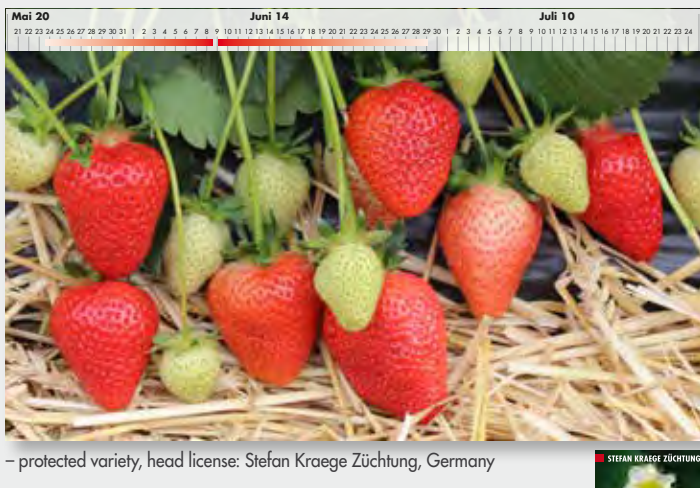 Mai 20 Juni 14 Juli 10
21 22 23 24 25 26 27 28 29 30 31 1 2 3 4 5 6 7 8 9 10 11 12 13 14 15 16 17 18 19 20 21 22 23 24 25 26 27 28 29 30 1 2 3 4 5 6 7 8 9 10 11 12 13 14 15 16 17 18 19 20 21 22 23 24
– protected variety, head license: Stefan Kraege Züchtung, Germany
STEFAN KRAEGE ZÜCHTUNG